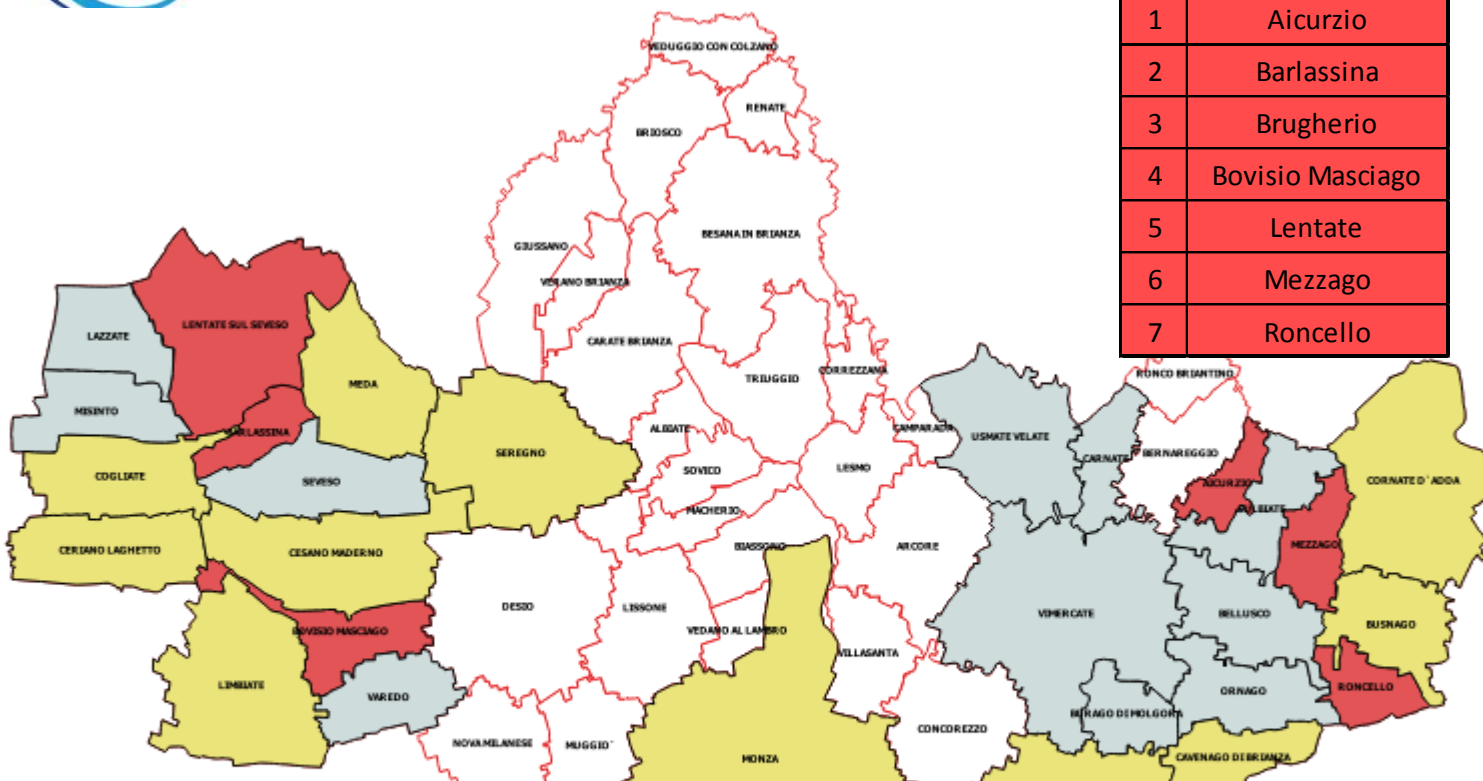 1 Aicurzio
2 Barlassina
3 Brugherio
4 Bovisio Masciago
5 Lentate
6 Mezzago
7 Roncello
VEDUGGIO CON COLZANO
RENATE
BRIOSCO
BESANA IN BRIANZA
GIUSSANO
VERANO BRIANZA
LENTATE SUL SEVESO
LAZZATE
CARATE BRIANZA
CORREZZANA
RONCO BRIANTINO
TRIUGGIO
MEDA
MISINTO
ALBIATE
CAMPARADA
BARLASSINA
USMATE VELATE
SEREGNO
BERNAREGGIO
CARNATE
SOVICO
LESMO
COGLIATE
SEVESO
CORNATE D`ADDA
AICURZIO
SULBIATE
MACHERIO
MEZZAGO
BIASSONO
ARCORE
CERIANO LAGHETTO
CESANO MADERNO
DESIO
LISSONE
VIMERCATE
BELLUSCO
BUSNAGO
BOVISIO MASCIAGO
VEDANO AL LAMBRO
VILLASANTA
LIMBIATE
RONCELLO
ORNAGO
VAREDO
BURAGO DI MOLGORA
CONCOREZZO
NOVA MILANESE
MUGGIO`
MONZA
CAVENAGO DI BRIANZA